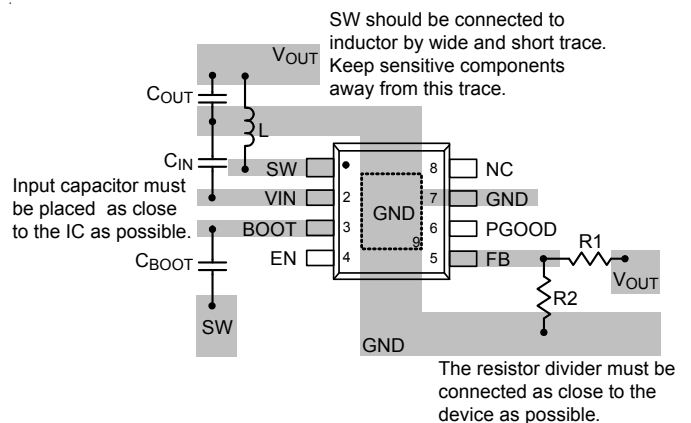 SW should be connected to
inductor by wide and short trace.
Keep sensitive components
away from this trace.
VOUT
COUT
L
CIN
SW
8
NC
Input capacitor must
be placed as close
to the IC as possible.
VIN
2
GND
7
GND
BOOT
3
6
PGOOD
9
CBOOT
EN
4
5
FB
R1
VOUT
R2
SW
GND
The resistor divider must be
connected as close to the
device as possible.